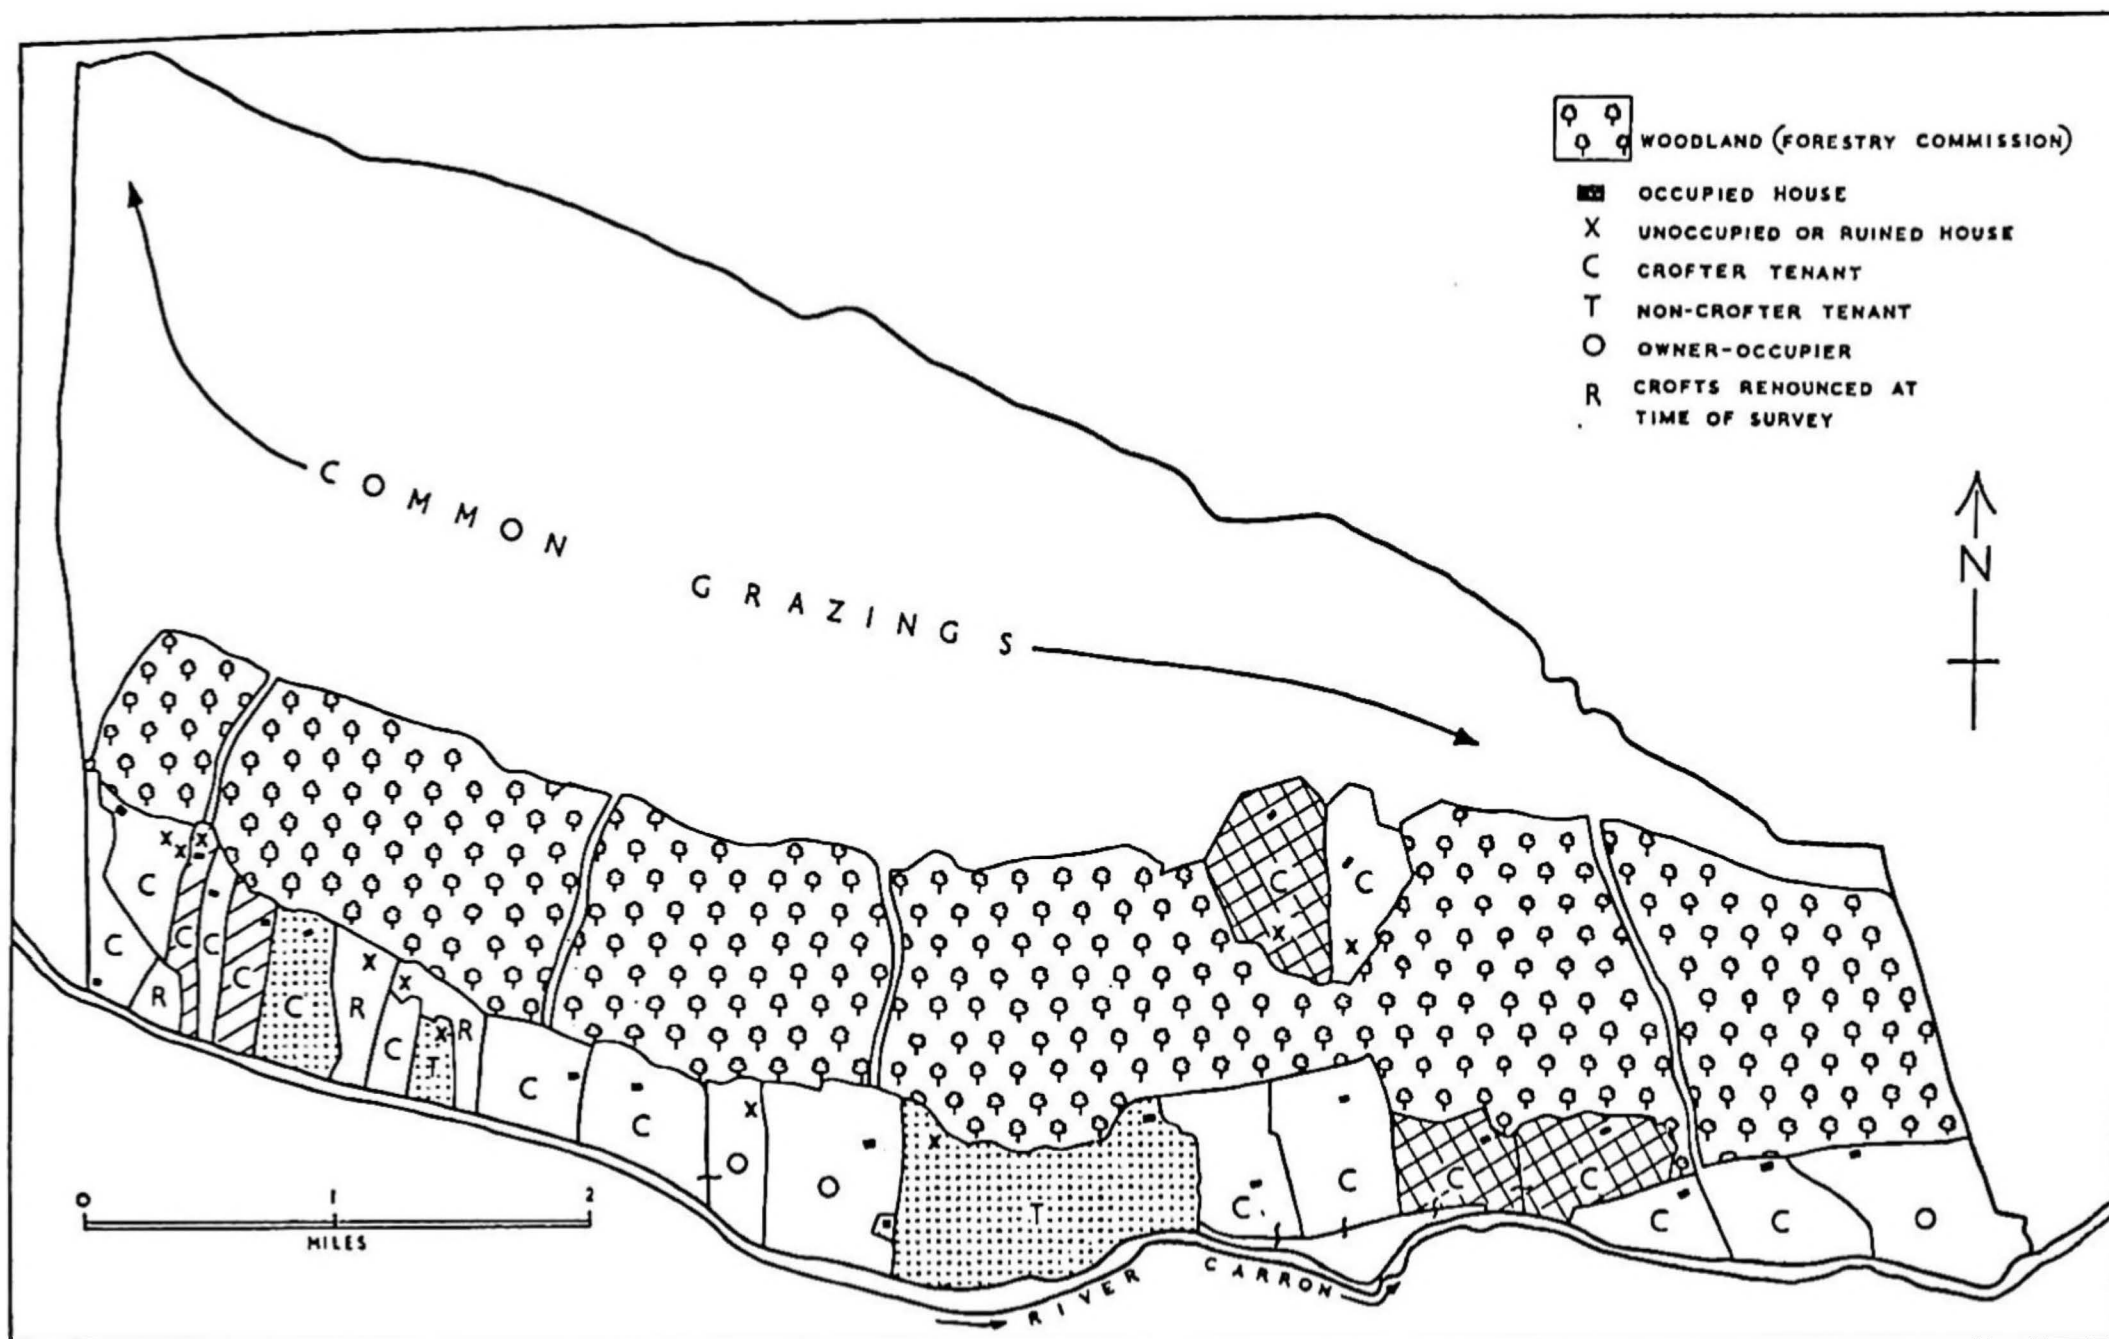 WOODLAND (FORESTRY COMMISSION)
OCCUPIED HOUSE
X UNOCCUPIED OR RUINED HOUSE
C CROFTER TENANT
T NON-CROFTER TENANT
O OWNER-OCCUPIER
R CROFTS RENOUNCED AT
TIME OF SURVEY
N
COMMON GRAZINGS
C
C
X
X
C
X
X
X
X
C
C
C
C
C
R
C
R
C
X
T
R
C
C
X
O
O
X
T
C
C
C
C
C
C
O
0 1 2
MILES
RIVER CARRON